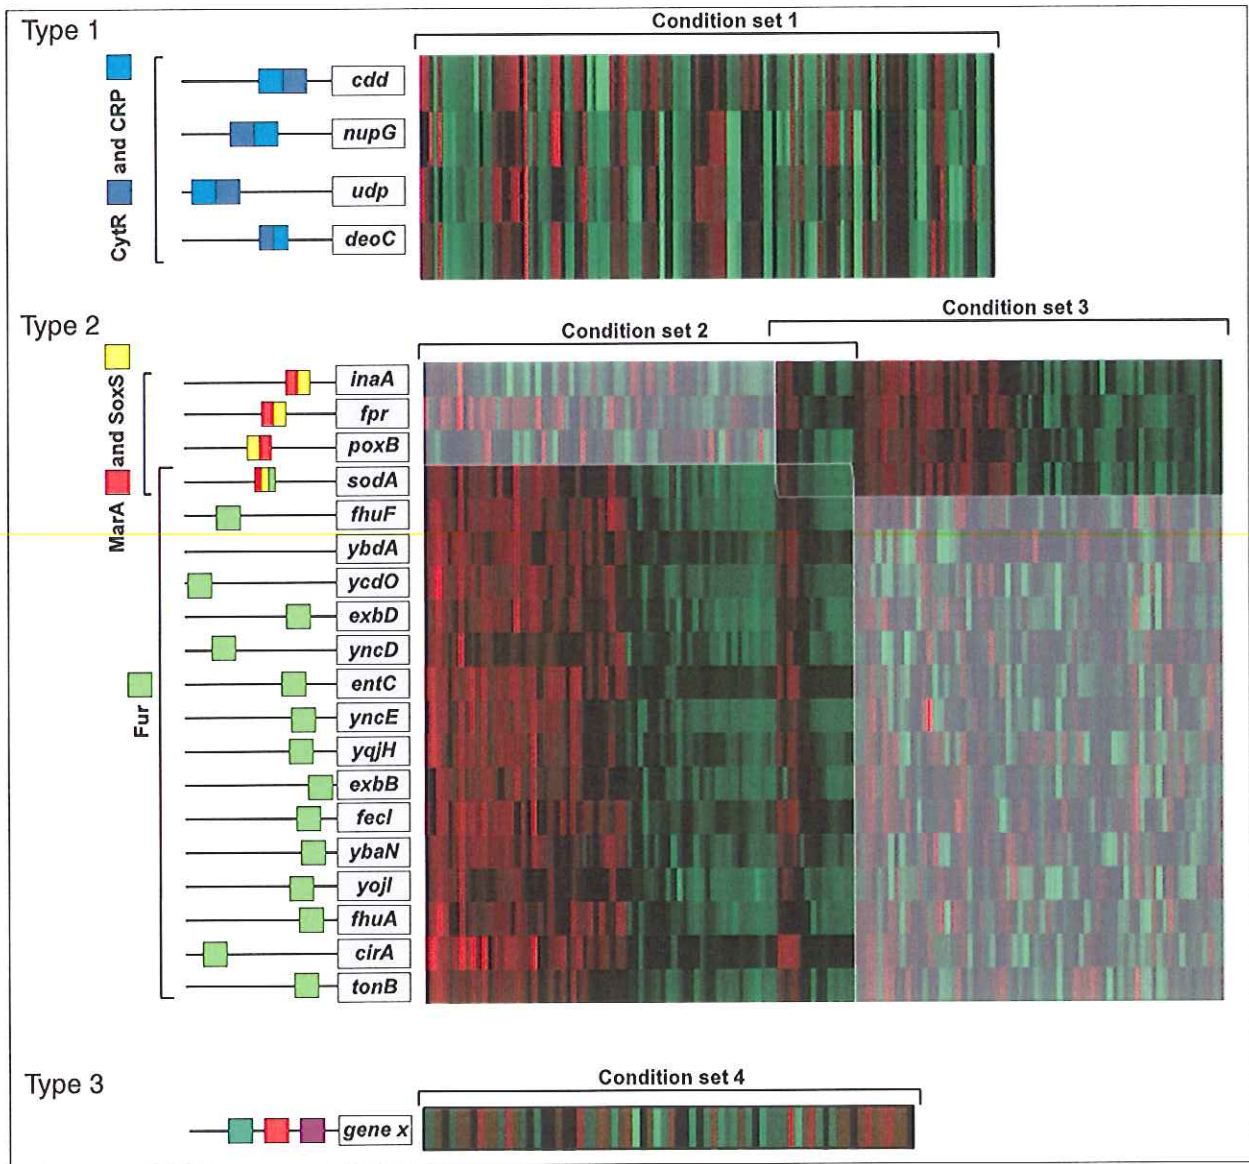 Type 1
Condition set 1
CytR and CRP
cdd
nupG
udp
deoC
Type 2
Condition set 2
Condition set 3
MarA and SoxS
inaA
fpr
poxB
sodA
Fur
fhuF
ybdA
ycdO
exbD
yncD
entC
yncE
yqjH
exbB
fecI
ybaN
yojI
fhuA
cirA
tonB
Type 3
Condition set 4
gene x